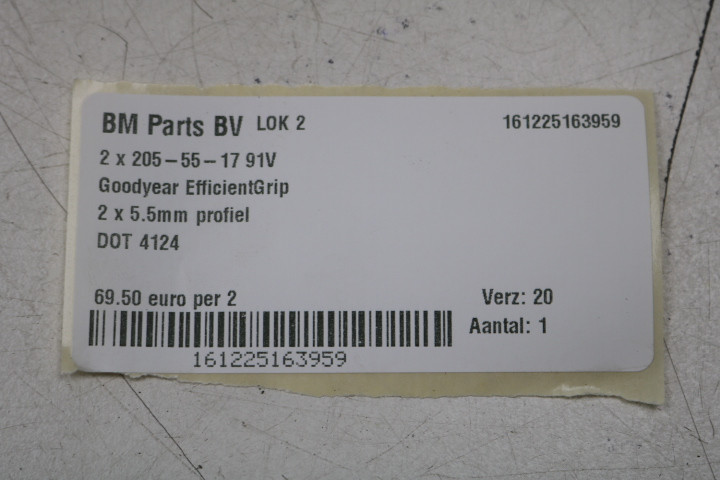 BM Parts BV LOK 2 161225163959
2 x 205-55-17 91V
Goodyear EfficientGrip
2 x 5.5mm profiel
DOT 4124
69.50 euro per 2 Verz: 20
Aantal: 1
161225163959